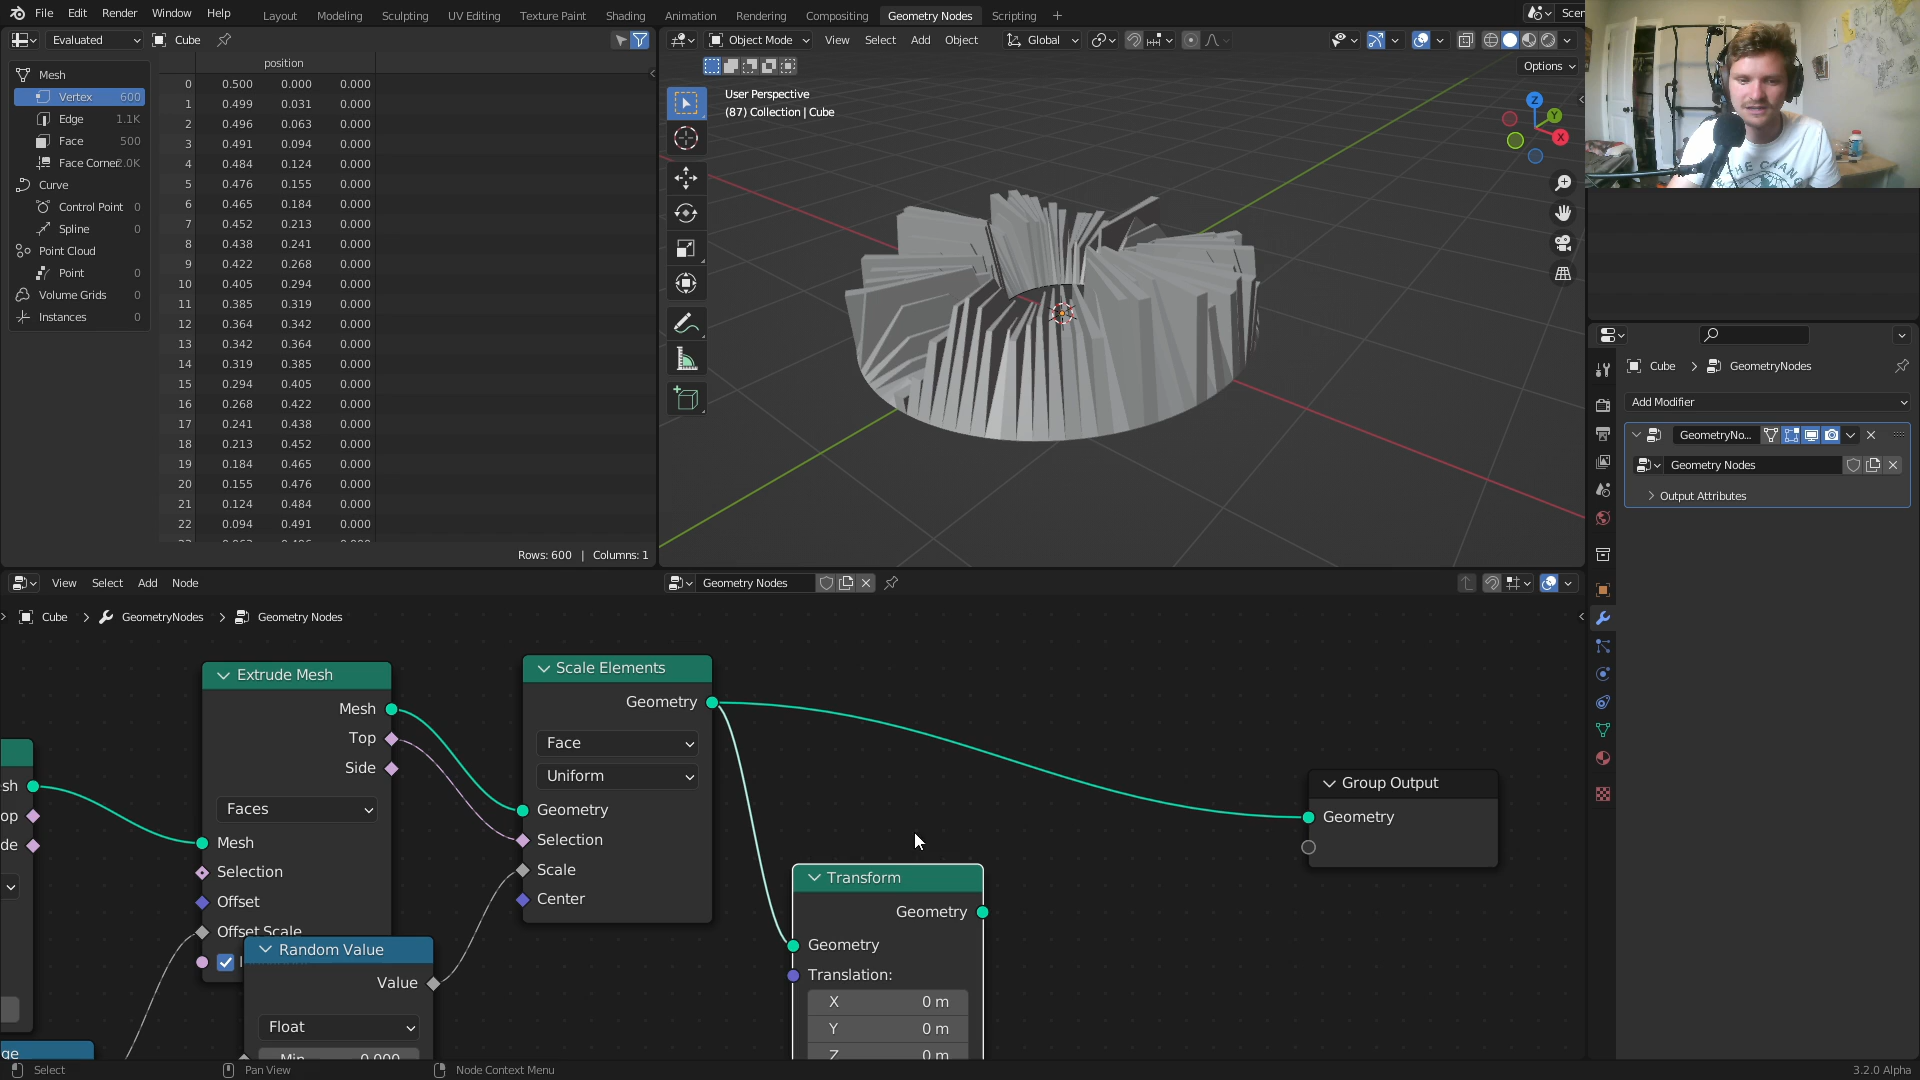 File Edit Render Window Help
Layout Modeling Sculpting UV Editing Texture Paint Shading Animation Rendering Compositing Geometry Nodes Scripting +
Scen
Evaluated Cube
Object Mode View Select Add Object Global
Options
User Perspective
(87) Collection | Cube
Z
Y
X
THE CHANG
position
Mesh
Vertex 600
Edge 1.1K
Face 500
Face Corne 2.0K
Curve
Control Point 0
Spline 0
Point Cloud
Point 0
Volume Grids 0
Instances 0
0 0.500 0.000 0.000
1 0.499 0.031 0.000
2 0.496 0.063 0.000
3 0.491 0.094 0.000
4 0.484 0.124 0.000
5 0.476 0.155 0.000
6 0.465 0.184 0.000
7 0.452 0.213 0.000
8 0.438 0.241 0.000
9 0.422 0.268 0.000
10 0.405 0.294 0.000
11 0.385 0.319 0.000
12 0.364 0.342 0.000
13 0.342 0.364 0.000
14 0.319 0.385 0.000
15 0.294 0.405 0.000
16 0.268 0.422 0.000
17 0.241 0.438 0.000
18 0.213 0.452 0.000
19 0.184 0.465 0.000
20 0.155 0.476 0.000
21 0.124 0.484 0.000
22 0.094 0.491 0.000
Rows: 600 | Columns: 1
Cube > GeometryNodes
Add Modifier
GeometryNo...
Geometry Nodes
Output Attributes
View Select Add Node
Geometry Nodes
Cube > GeometryNodes > Geometry Nodes
sh
op
de
ge
Extrude Mesh
Mesh
Top
Side
Faces
Mesh
Selection
Offset
Offset Scale
Random Value
Value
Float
Min 0.000
Scale Elements
Geometry
Face
Uniform
Geometry
Selection
Scale
Center
Transform
Geometry
Geometry
Translation:
X 0 m
Y 0 m
Z 0 m
Group Output
Geometry
Select Pan View Node Context Menu
3.2.0 Alpha